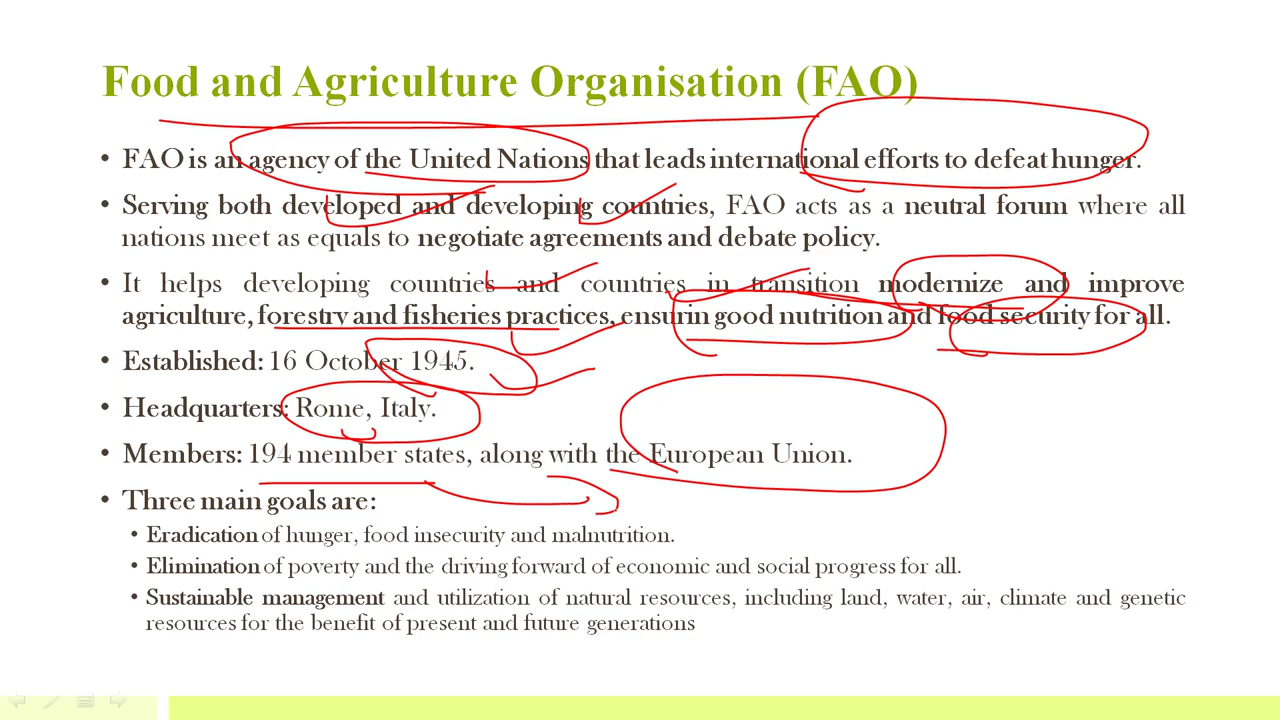 Food and Agriculture Organisation (FAO)
• FAO is an agency of the United Nations that leads international efforts to defeat hunger.
• Serving both developed and developing countries, FAO acts as a neutral forum where all
nations meet as equals to negotiate agreements and debate policy.
• It helps developing countries and countries in transition modernize and improve
agriculture, forestry and fisheries practices, ensurin good nutrition and food security for all.
• Established: 16 October 1945.
• Headquarters: Rome, Italy.
• Members: 194 member states, along with the European Union.
• Three main goals are:
• Eradication of hunger, food insecurity and malnutrition.
• Elimination of poverty and the driving forward of economic and social progress for all.
• Sustainable management and utilization of natural resources, including land, water, air, climate and genetic
resources for the benefit of present and future generations